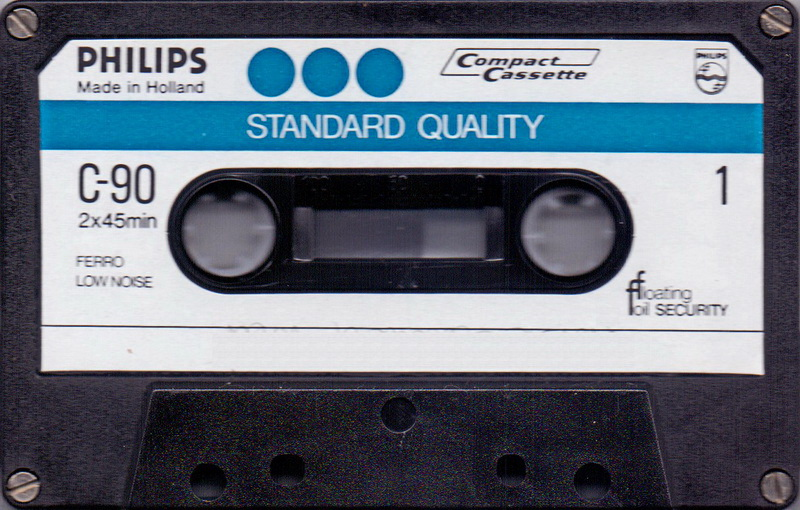 PHILIPS
Made in Holland
Compact
Cassette
PHILIPS
STANDARD QUALITY
C-90
2x45min
1
FERRO
LOW NOISE
floating
foil SECURITY